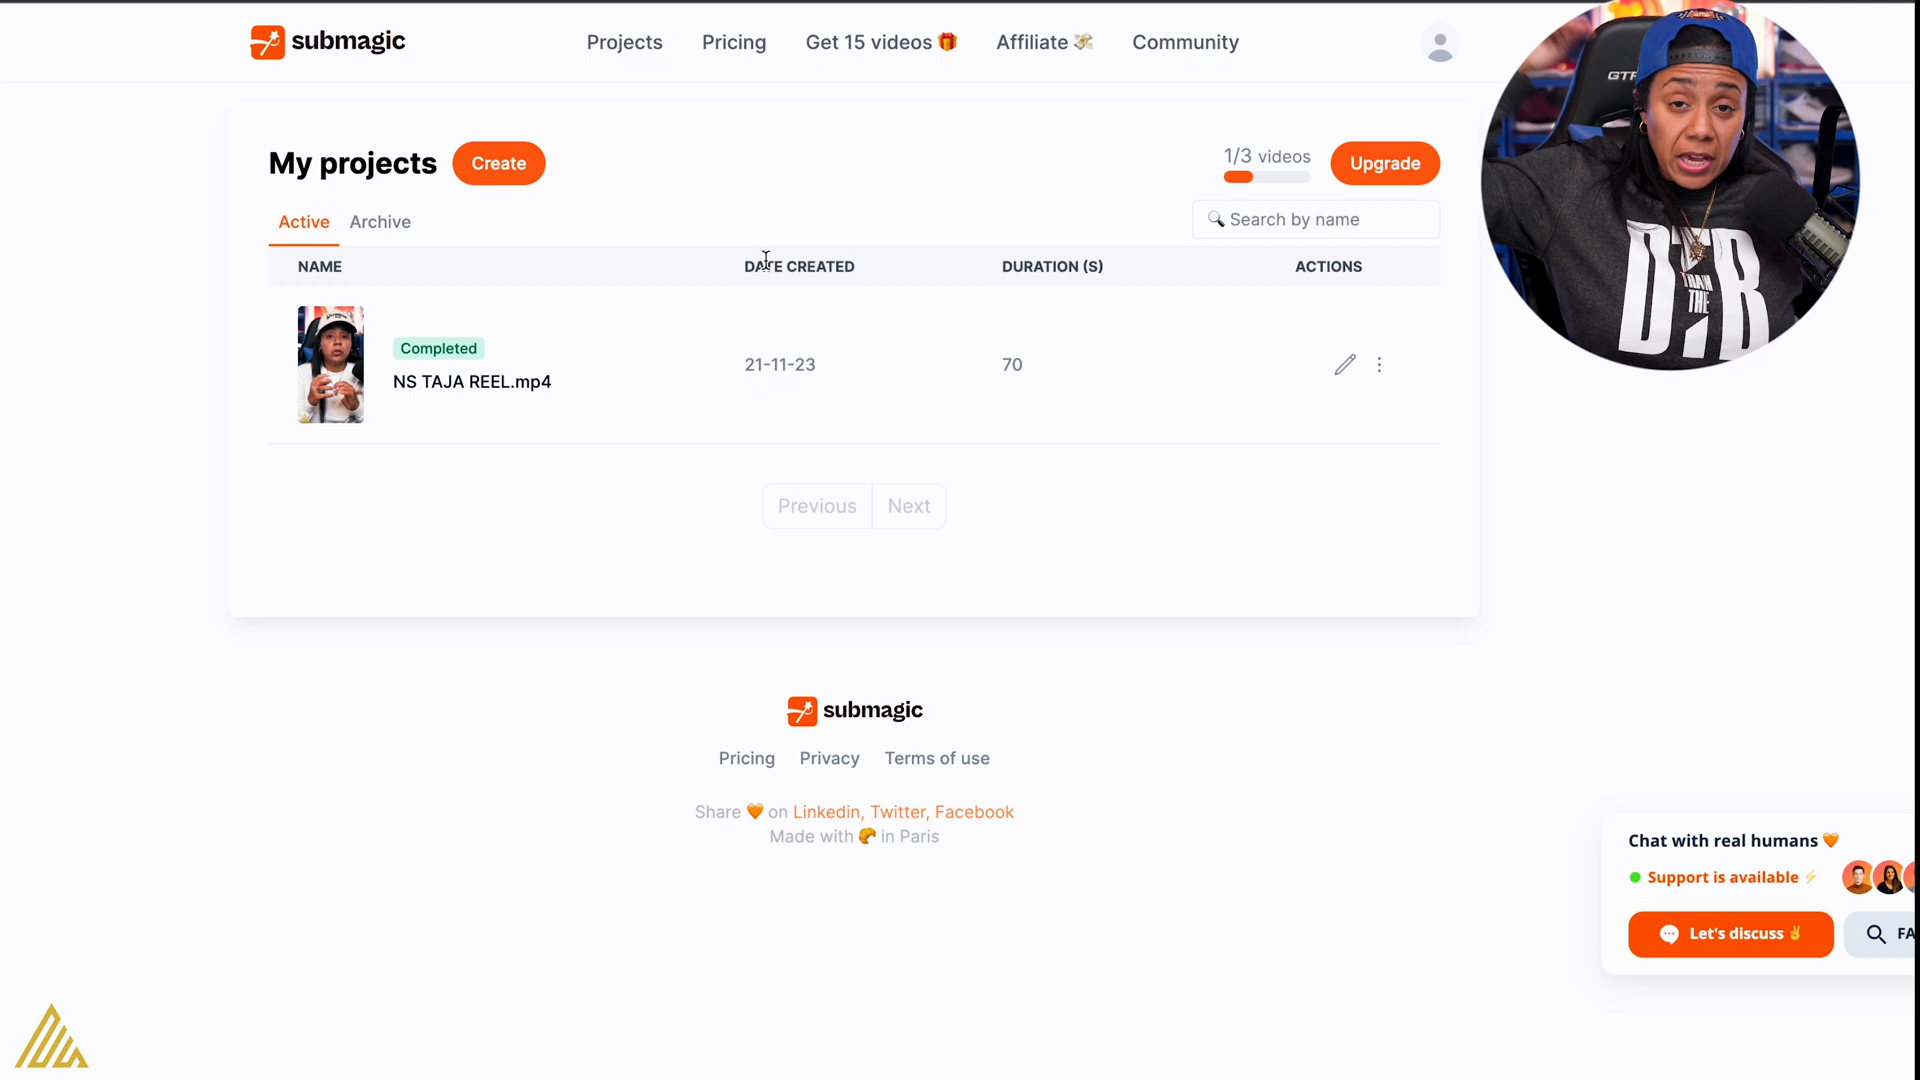 submagic
Projects
Pricing
Get 15 videos 🎁
Affiliate 💸
Community
My projects
Create
1/3 videos
Upgrade
Active
Archive
🔍 Search by name
NAME
DATE CREATED
DURATION (S)
ACTIONS
Completed
NS TAJA REEL.mp4
21-11-23
70
Previous
Next
submagic
Pricing
Privacy
Terms of use
Share 🧡 on Linkedin, Twitter, Facebook
Made with 🥐 in Paris
Chat with real humans 🧡
Support is available ⚡
Let's discuss ✌
FA
THAN
THE